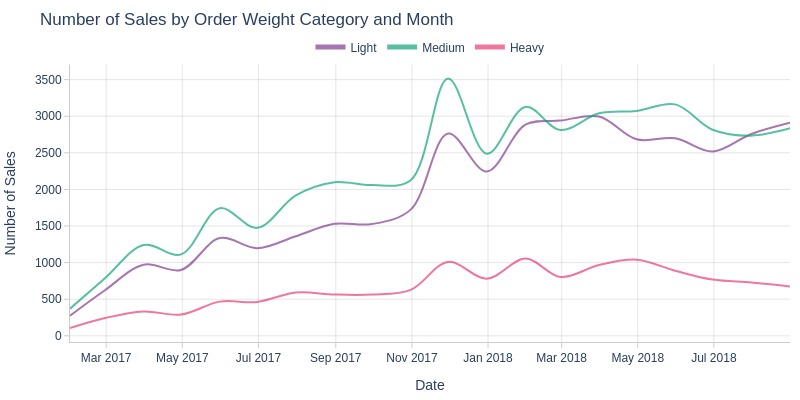 Number of Sales by Order Weight Category and Month
Light Medium Heavy
Number of Sales
3500
3000
2500
2000
1500
1000
500
0
Mar 2017 May 2017 Jul 2017 Sep 2017 Nov 2017 Jan 2018 Mar 2018 May 2018 Jul 2018
Date